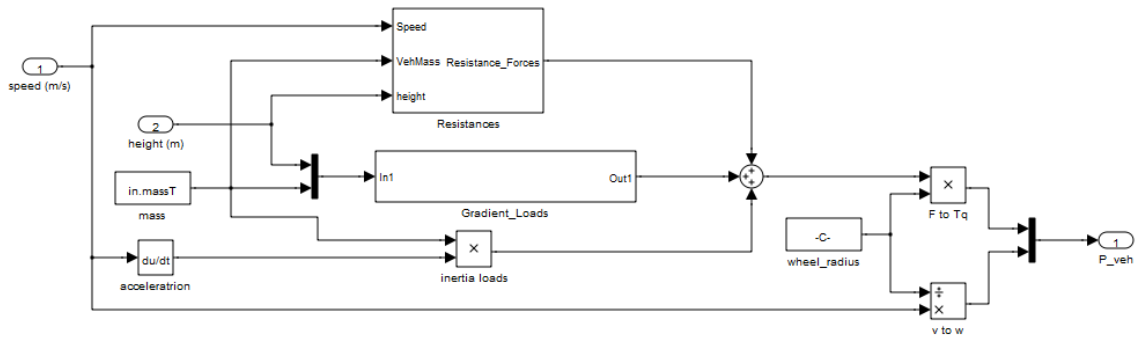 Speed
1
VehMass
Resistance_Forces
speed (m/s)
height
2
Resistances
height (m)
in.massT
In1
Out1
+
+
+
×
mass
Gradient_Loads
F to Tq
du/dt
×
-C-
1
acceleratrion
inertia loads
wheel_radius
P_veh
÷
×
v to w